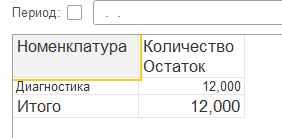 Период: . .
Номенклатура Количество Остаток
Диагностика 12,000
Итого 12,000